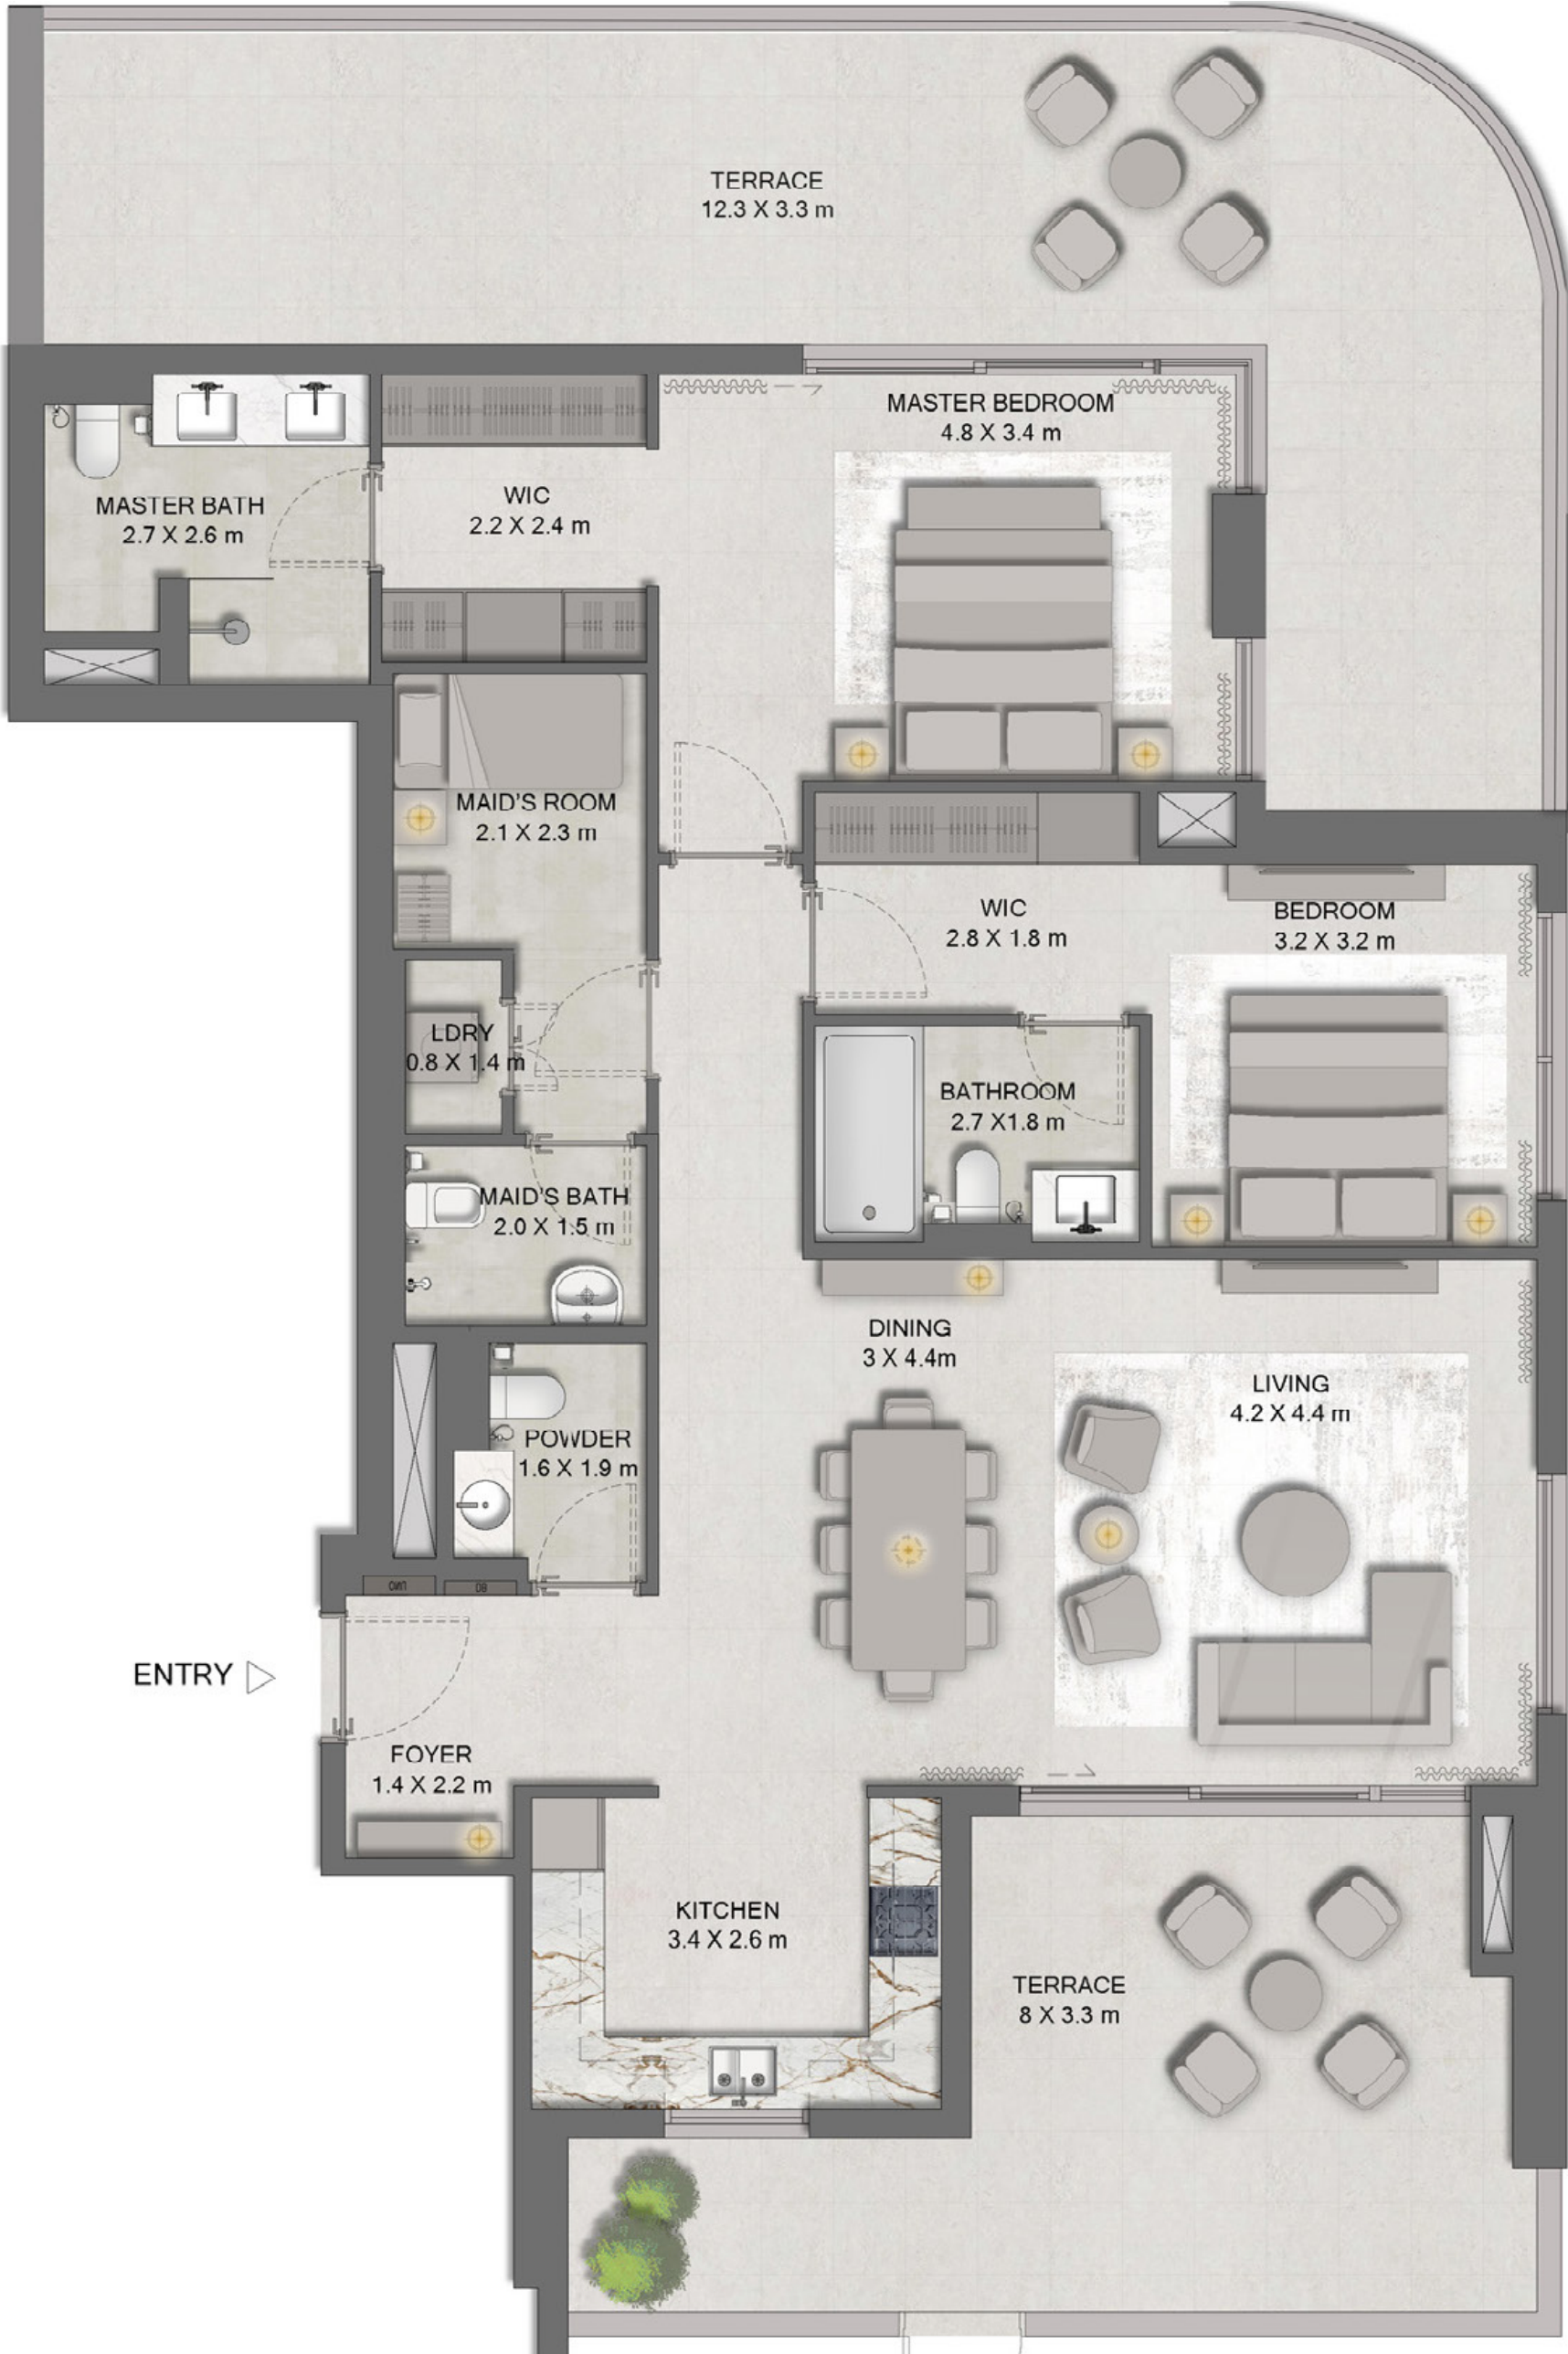 TERRACE
12.3 X 3.3 m
MASTER BEDROOM
4.8 X 3.4 m
MASTER BATH
2.7 X 2.6 m
WIC
2.2 X 2.4 m
MAID'S ROOM
2.1 X 2.3 m
WIC
2.8 X 1.8 m
BEDROOM
3.2 X 3.2 m
LDRY
0.8 X 1.4 m
BATHROOM
2.7 X1.8 m
MAID'S BATH
2.0 X 1.5 m
DINING
3 X 4.4m
LIVING
4.2 X 4.4 m
POWDER
1.6 X 1.9 m
DB
ENTRY
FOYER
1.4 X 2.2 m
KITCHEN
3.4 X 2.6 m
TERRACE
8 X 3.3 m